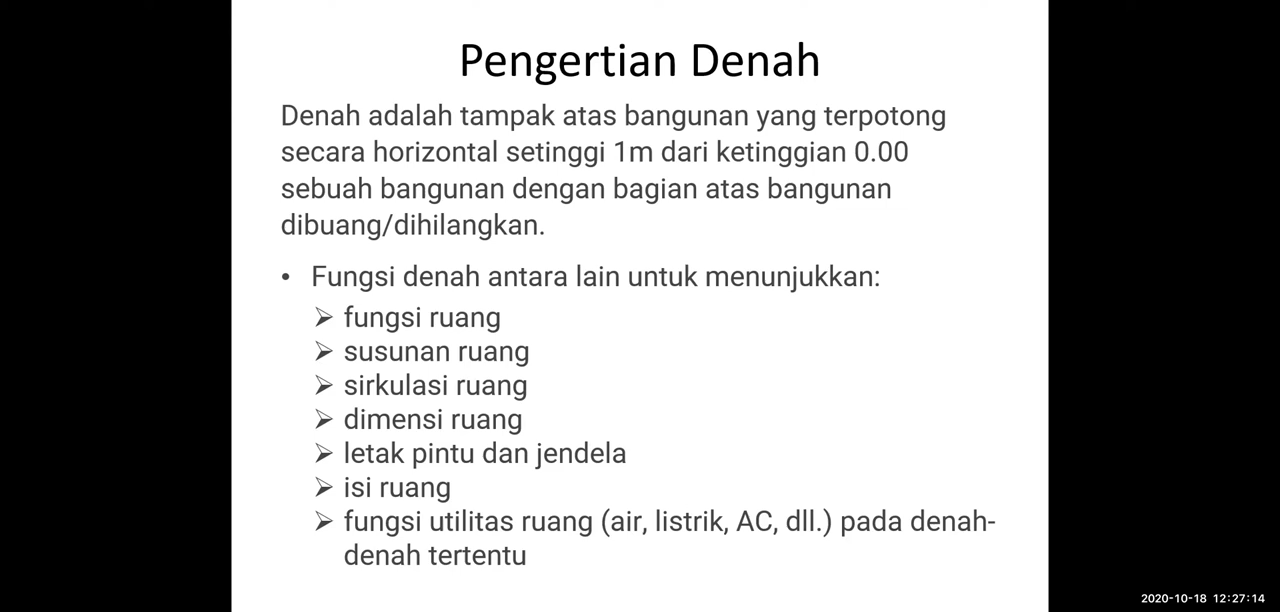 Pengertian Denah
Denah adalah tampak atas bangunan yang terpotong
secara horizontal setinggi 1m dari ketinggian 0.00
sebuah bangunan dengan bagian atas bangunan
dibuang/dihilangkan.
• Fungsi denah antara lain untuk menunjukkan:
➢ fungsi ruang
➢ susunan ruang
➢ sirkulasi ruang
➢ dimensi ruang
➢ letak pintu dan jendela
➢ isi ruang
➢ fungsi utilitas ruang (air, listrik, AC, dll.) pada denah-
denah tertentu
2020-10-18 12:27:14